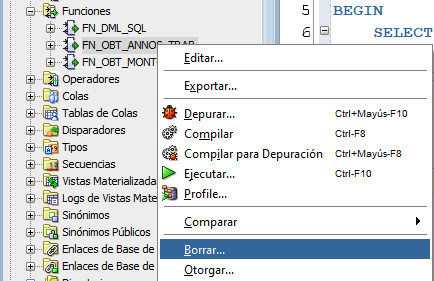 Funciones
FN_DML_SQL
FN_OBT_ANNOS_TRAB
FN_OBT_MONT
Operadores
Colas
Tablas de Colas
Disparadores
Tipos
Secuencias
Vistas Materializada
Logs de Vistas Mate
Sinónimos
Sinónimos Públicos
Enlaces de Base de
Enlaces de Base de
5 BEGIN
6 SELECT
Editar...
Exportar...
Depurar... Ctrl+Mayús-F10
Compilar Ctrl-F8
Compilar para Depuración Ctrl+Mayús-F8
Ejecutar... Ctrl-F10
Profile...
Comparar
Borrar...
Otorgar...